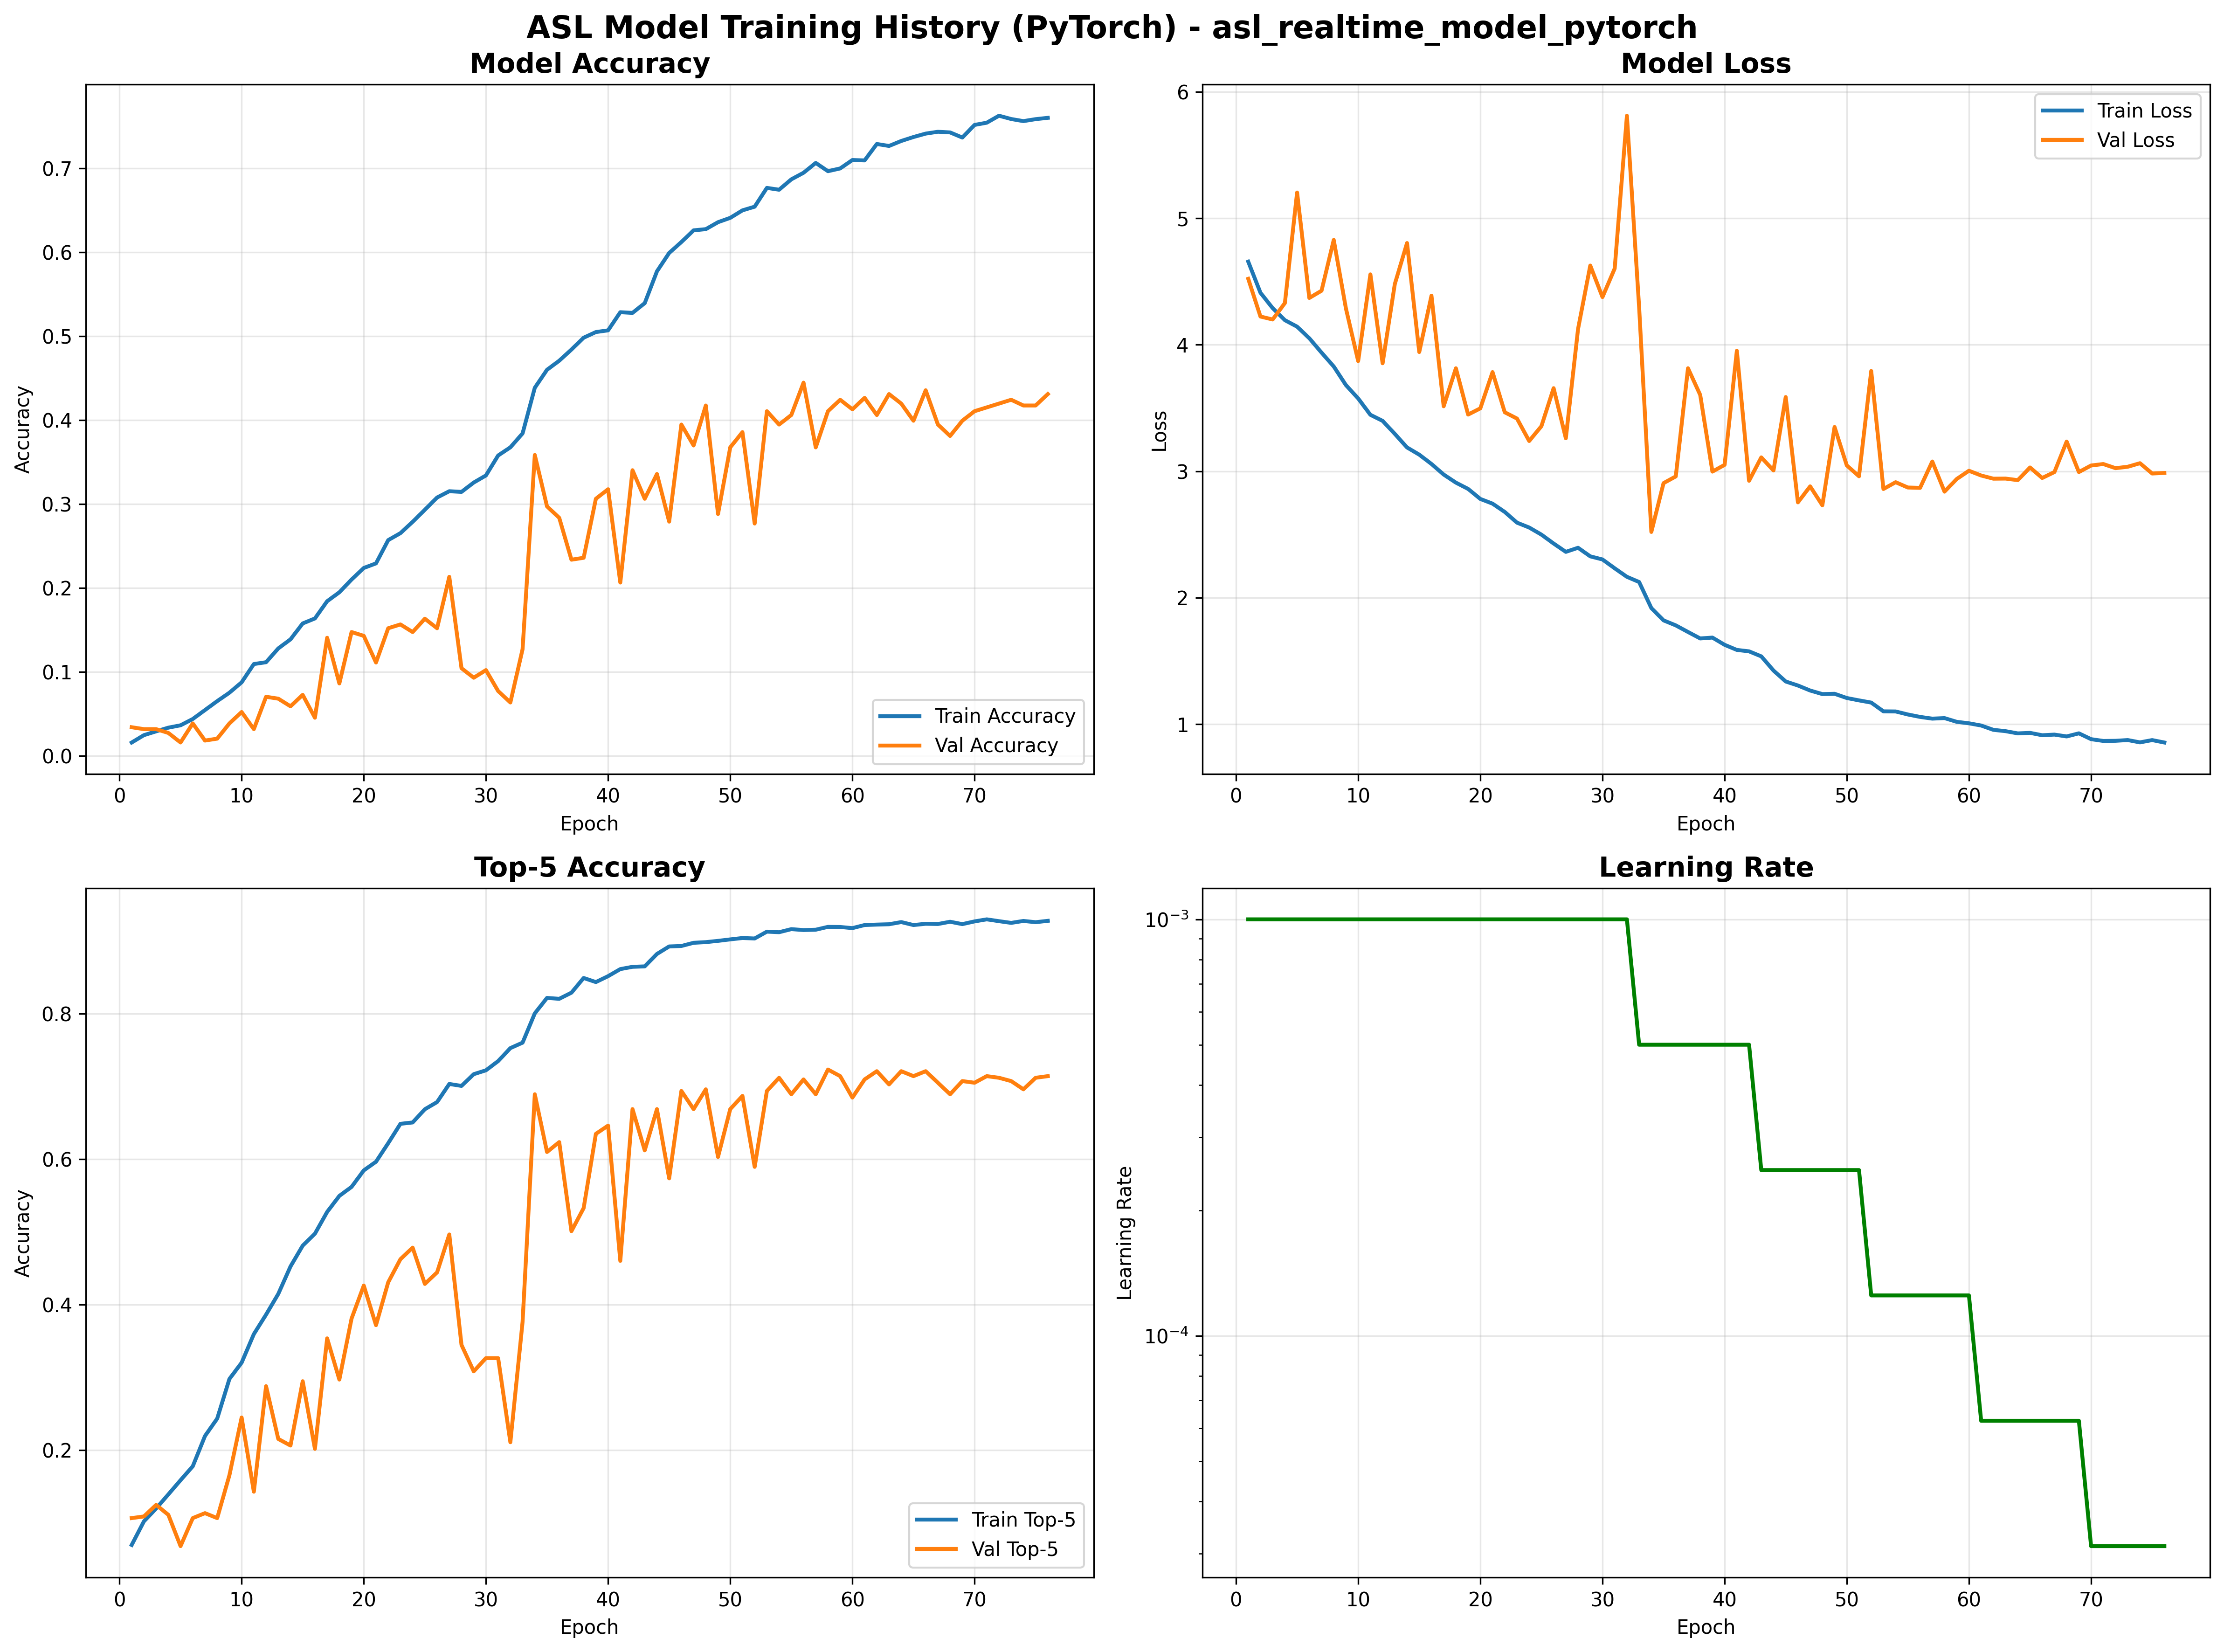 ASL Model Training History (PyTorch) - asl_realtime_model_pytorch
Model Accuracy
0.7
0.6
0.5
0.4
0.3
0.2
0.1
0.0
Accuracy
Train Accuracy
Val Accuracy
0 10 20 30 40 50 60 70
Epoch
Model Loss
6
5
4
3
2
1
Loss
Train Loss
Val Loss
0 10 20 30 40 50 60 70
Epoch
Top-5 Accuracy
0.8
0.6
0.4
0.2
Accuracy
Train Top-5
Val Top-5
0 10 20 30 40 50 60 70
Epoch
Learning Rate
10⁻³
10⁻⁴
Learning Rate
0 10 20 30 40 50 60 70
Epoch